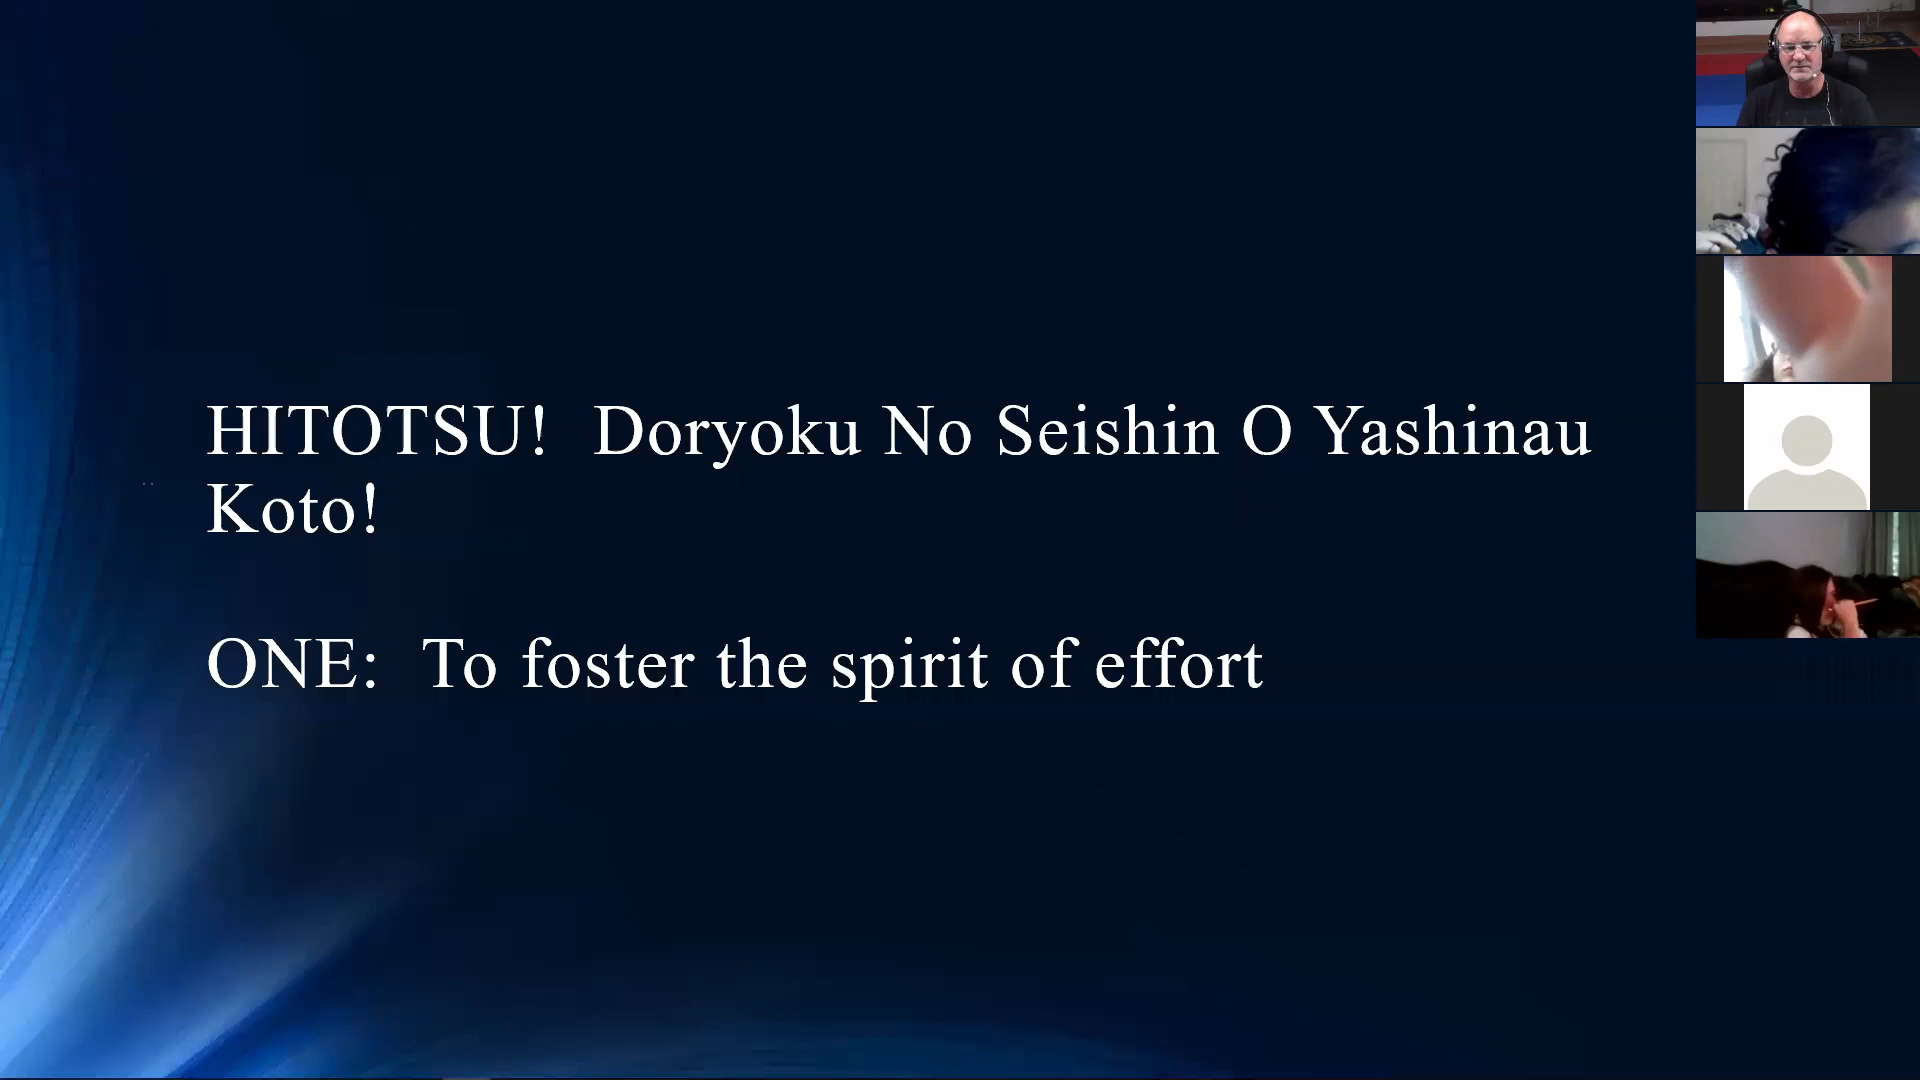 HITOTSU!  Doryoku No Seishin O Yashinau
Koto!
ONE:  To foster the spirit of effort